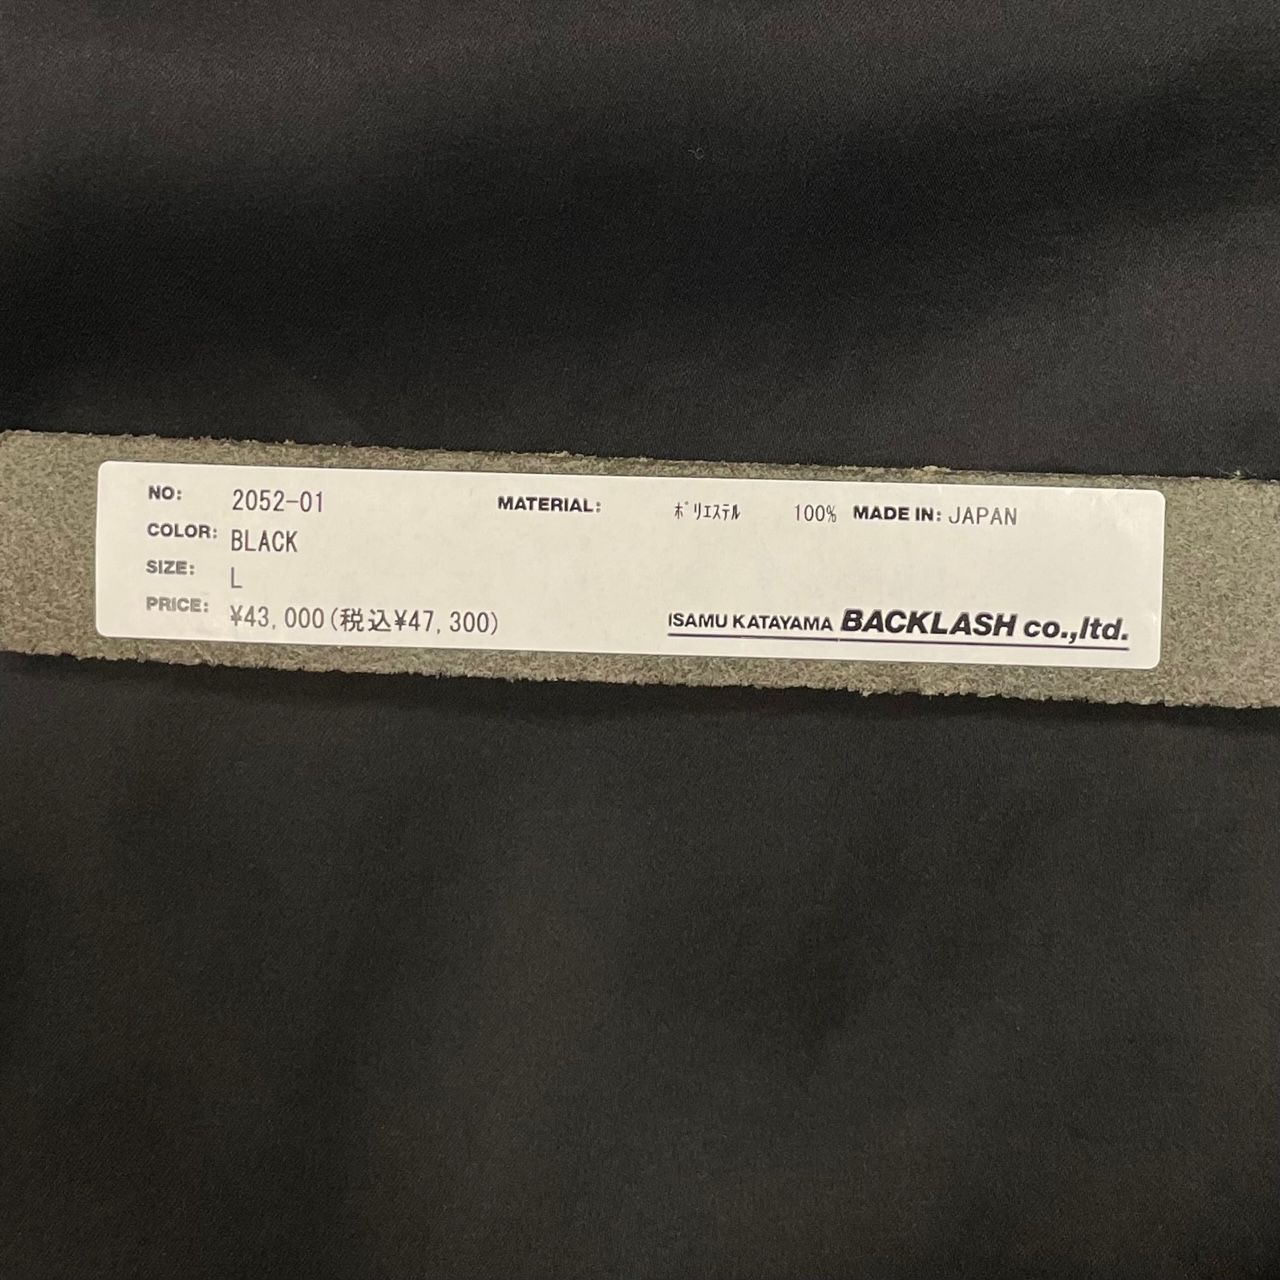 NO: 2052-01 MATERIAL: ﾎﾟﾘｴｽﾃﾙ 100% MADE IN: JAPAN
COLOR: BLACK
SIZE: L
PRICE: ¥43,000(税込¥47,300)
ISAMU KATAYAMA BACKLASH co.,ltd.